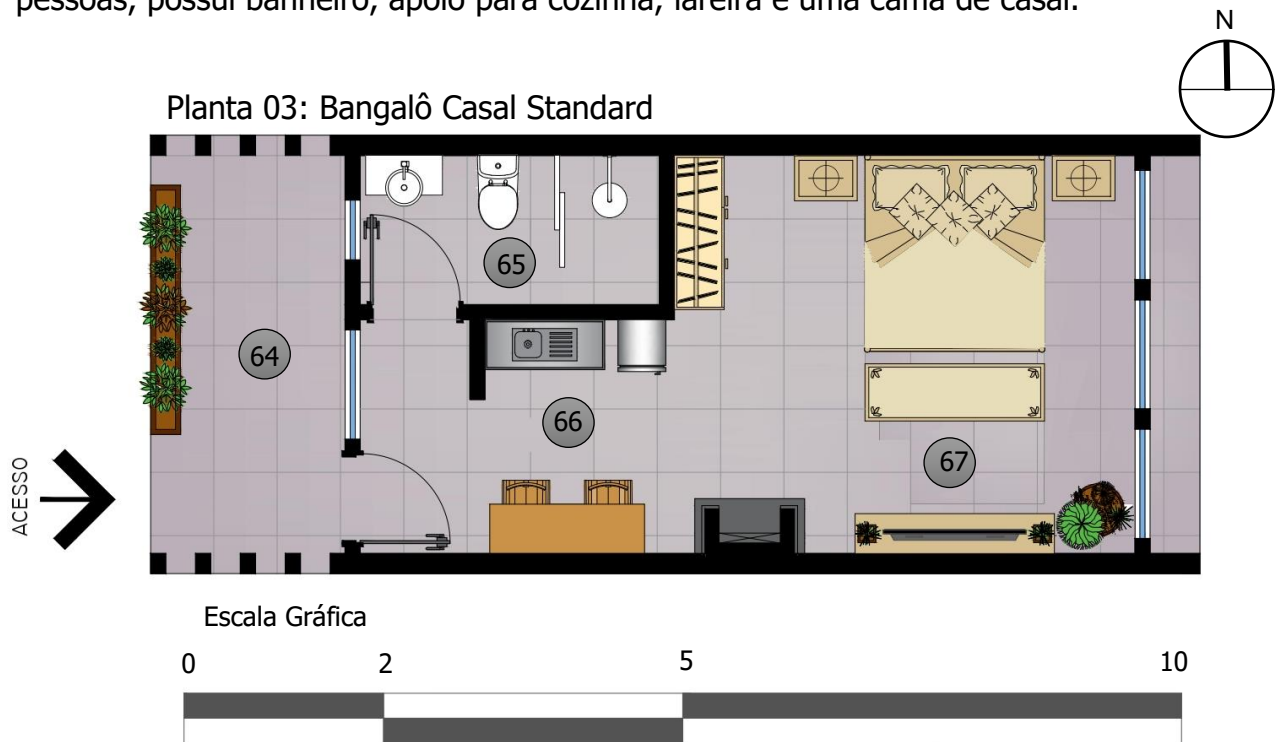 pessoas, possui banheiro, apoio para cozinha, lareira e uma cama de casal.
N
Planta 03: Bangalô Casal Standard
65
64
66
67
ACESSO
Escala Gráfica
0 2 5 10